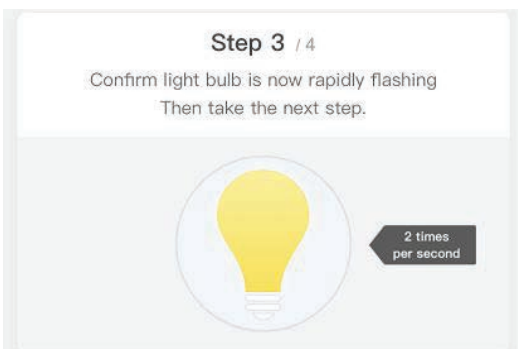 Step 3 / 4
Confirm light bulb is now rapidly flashing
Then take the next step.
2 times
per second